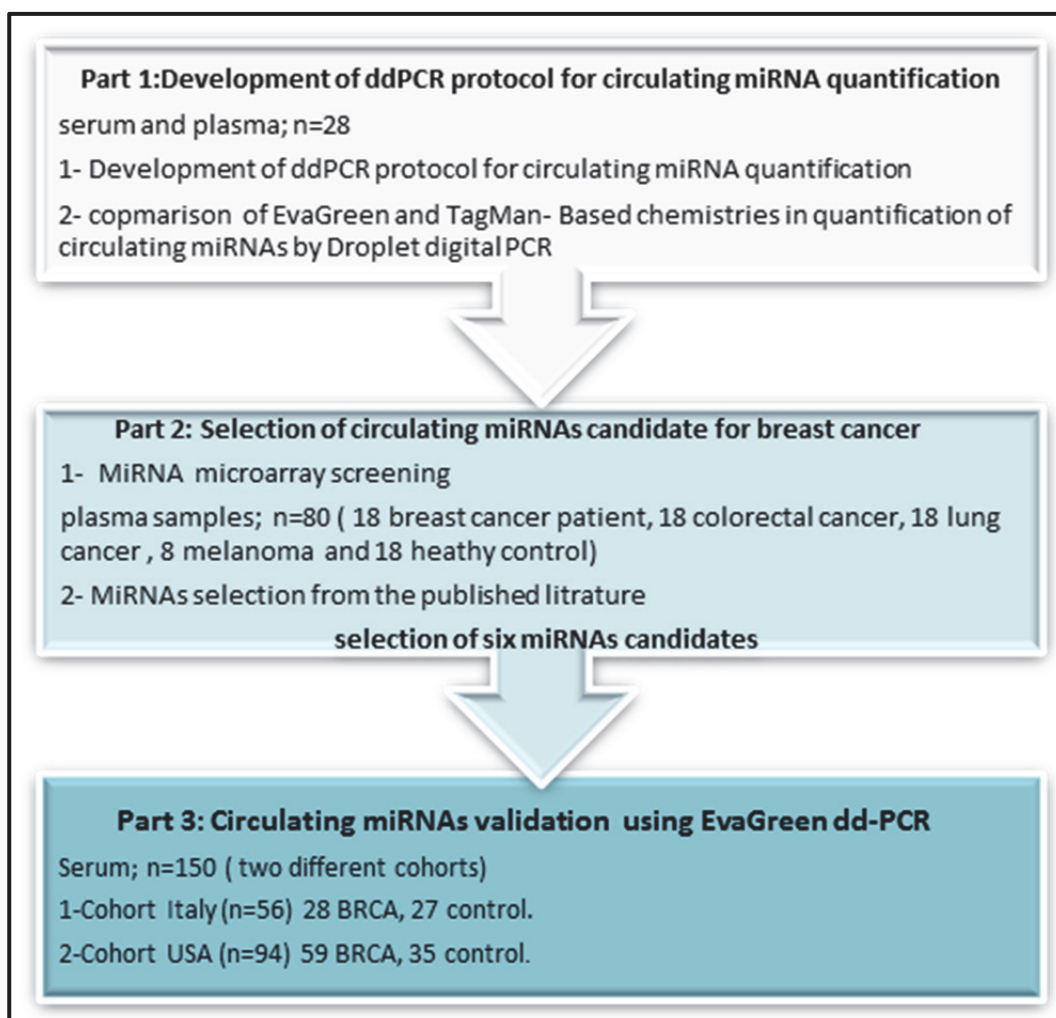 Part 1:Development of ddPCR protocol for circulating miRNA quantification
serum and plasma; n=28
1- Development of ddPCR protocol for circulating miRNA quantification
2- copmarison of EvaGreen and TagMan- Based chemistries in quantification of
circulating miRNAs by Droplet digital PCR
Part 2: Selection of circulating miRNAs candidate for breast cancer
1- MiRNA microarray screening
plasma samples; n=80 ( 18 breast cancer patient, 18 colorectal cancer, 18 lung
cancer , 8 melanoma and 18 heathy control)
2- MiRNAs selection from the published litrature
selection of six miRNAs candidates
Part 3: Circulating miRNAs validation using EvaGreen dd-PCR
Serum; n=150 ( two different cohorts)
1-Cohort Italy (n=56) 28 BRCA, 27 control.
2-Cohort USA (n=94) 59 BRCA, 35 control.